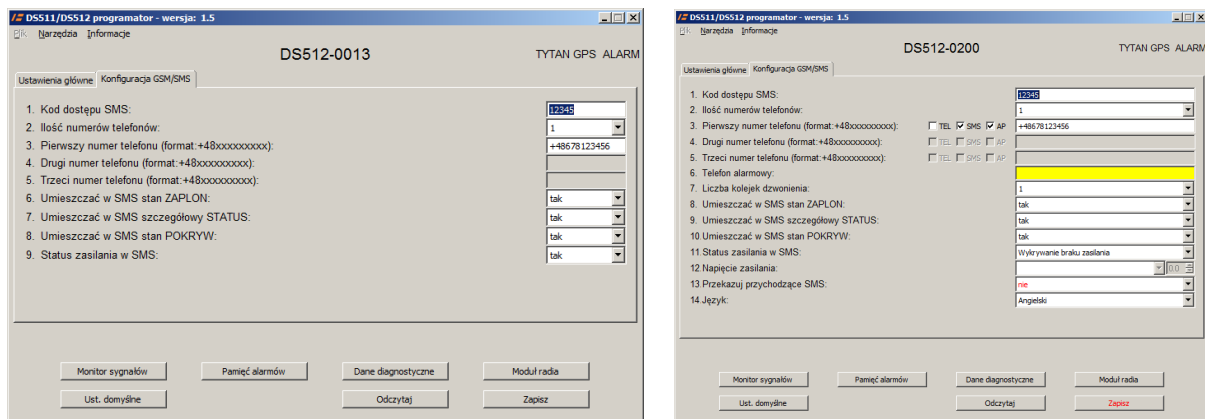 DS511/DS512 programator - wersja: 1.5
Plik Narzędzia Informacje
DS512-0013 TYTAN GPS ALARM
Ustawienia główne Konfiguracja GSM/SMS
1. Kod dostępu SMS: 12345
2. Ilość numerów telefonów: 1
3. Pierwszy numer telefonu (format:+48xxxxxxxxx): +48678123456
4. Drugi numer telefonu (format:+48xxxxxxxxx):
5. Trzeci numer telefonu (format:+48xxxxxxxxx):
6. Umieszczać w SMS stan ZAPLON: tak
7. Umieszczać w SMS szczegółowy STATUS: tak
8. Umieszczać w SMS stan POKRYW: tak
9. Status zasilania w SMS: tak
Monitor sygnałów Pamięć alarmów Dane diagnostyczne Moduł radia
Ust. domyślne Odczytaj Zapisz
DS511/DS512 programator - wersja: 1.5
Plik Narzędzia Informacje
DS512-0200 TYTAN GPS ALARM
Ustawienia główne Konfiguracja GSM/SMS
1. Kod dostępu SMS: 12345
2. Ilość numerów telefonów: 1
3. Pierwszy numer telefonu (format:+48xxxxxxxxx): TEL SMS AP +48678123456
4. Drugi numer telefonu (format:+48xxxxxxxxx): TEL SMS AP
5. Trzeci numer telefonu (format:+48xxxxxxxxx): TEL SMS AP
6. Telefon alarmowy:
7. Liczba kolejek dzwonienia: 1
8. Umieszczać w SMS stan ZAPLON: tak
9. Umieszczać w SMS szczegółowy STATUS: tak
10. Umieszczać w SMS stan POKRYW: tak
11. Status zasilania w SMS: Wykrywanie braku zasilania
12. Napięcie zasilania: 0.0
13. Przekazuj przychodzące SMS: nie
14. Język: Angielski
Monitor sygnałów Pamięć alarmów Dane diagnostyczne Moduł radia
Ust. domyślne Odczytaj Zapisz